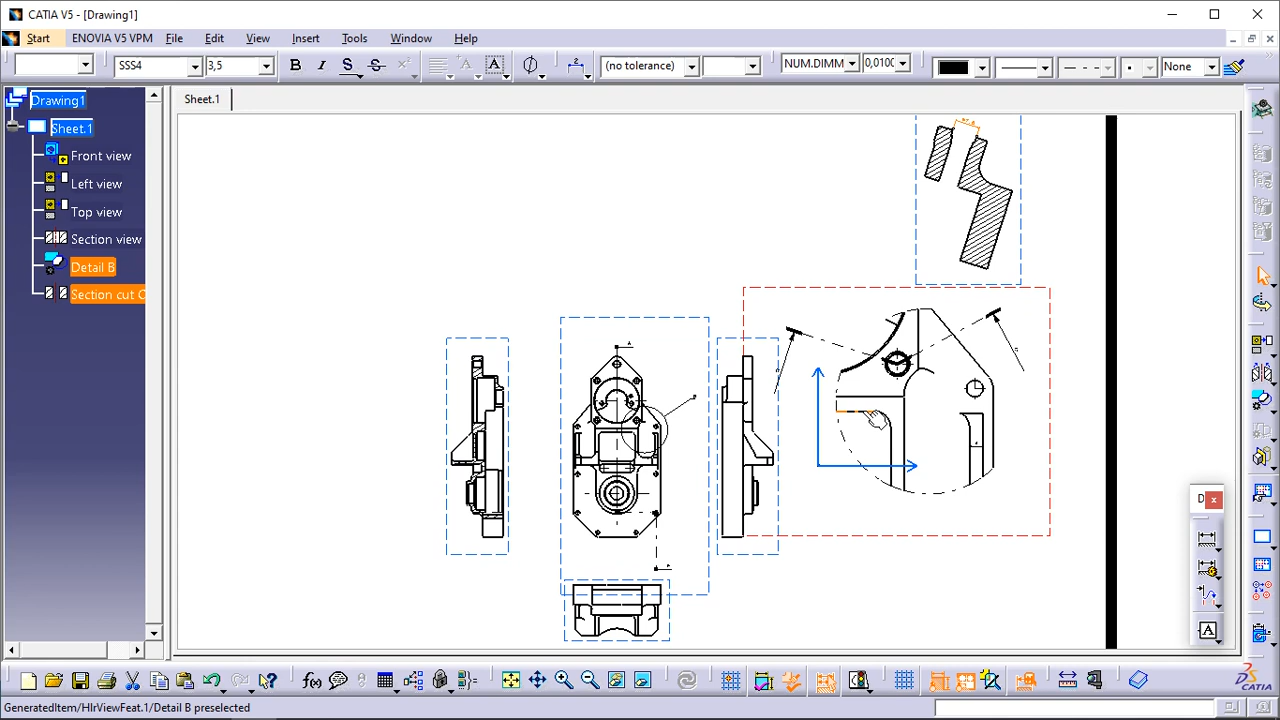 CATIA V5 - [Drawing1]
Start ENOVIA V5 VPM File Edit View Insert Tools Window Help
SSS4 3,5 B I S S A A (no tolerance) NUM.DIMM 0,0100 None
Drawing1
Sheet.1
Sheet.1
Front view
Left view
Top view
Section view
Detail B
Section cut C
D
A
f(x)
CATIA
GeneratedItem/HlrViewFeat.1/Detail B preselected